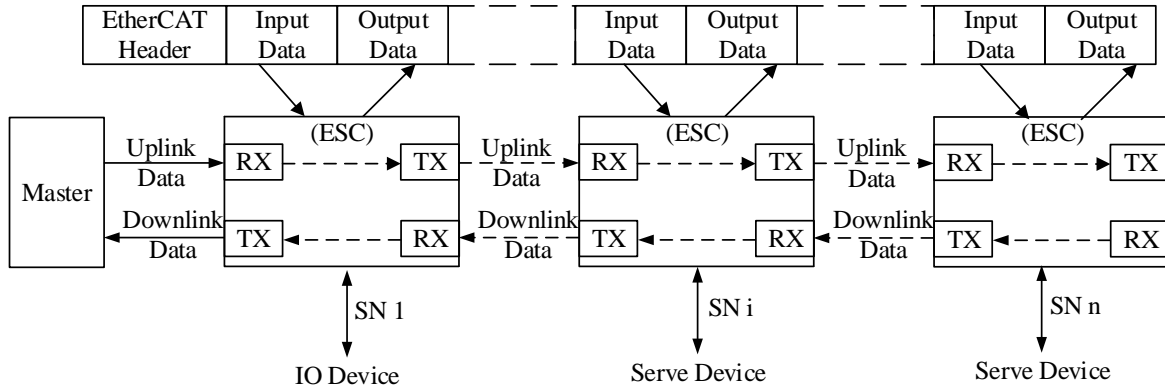 EtherCAT Header
Input Data
Output Data
Input Data
Output Data
Input Data
Output Data
Master
Uplink Data
Downlink Data
(ESC)
RX
TX
TX
RX
Uplink Data
Downlink Data
(ESC)
RX
TX
TX
RX
Uplink Data
Downlink Data
(ESC)
RX
TX
TX
RX
SN 1
SN i
SN n
IO Device
Serve Device
Serve Device